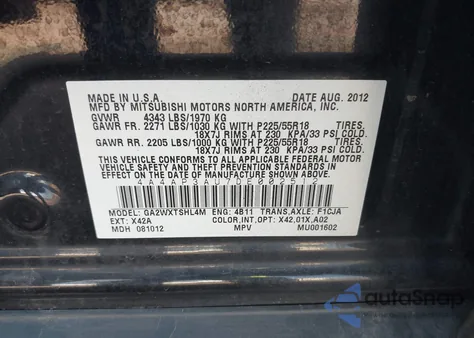 MADE IN U.S.A. DATE AUG. 2012
MFD BY MITSUBISHI MOTORS NORTH AMERICA, INC.
GVWR 4343 LBS/1970 KG
GAWR FR. 2271 LBS/1030 KG WITH P225/55R18 TIRES,
18X7J RIMS AT 230 KPA/33 PSI COLD.
GAWR RR. 2205 LBS/1000 KG WITH P225/55R18 TIRES,
18X7J RIMS AT 230 KPA/33 PSI COLD.
THIS VEHICLE CONFORMS TO ALL APPLICABLE FEDERAL MOTOR
VEHICLE SAFETY, BUMPER, AND THEFT PREVENTION STANDARDS IN
EFFECT ON THE DATE OF MANUFACTURE SHOWN ABOVE.
4A4AP3AU7DE002512
MODEL: GA2WXTSHL4M ENG: 4B11 TRANS,AXLE: F1CJA
EXT: X42A COLOR,INT,OPT: X42,01X,A02
MDH 081012 MPV MU001602
autoSnap